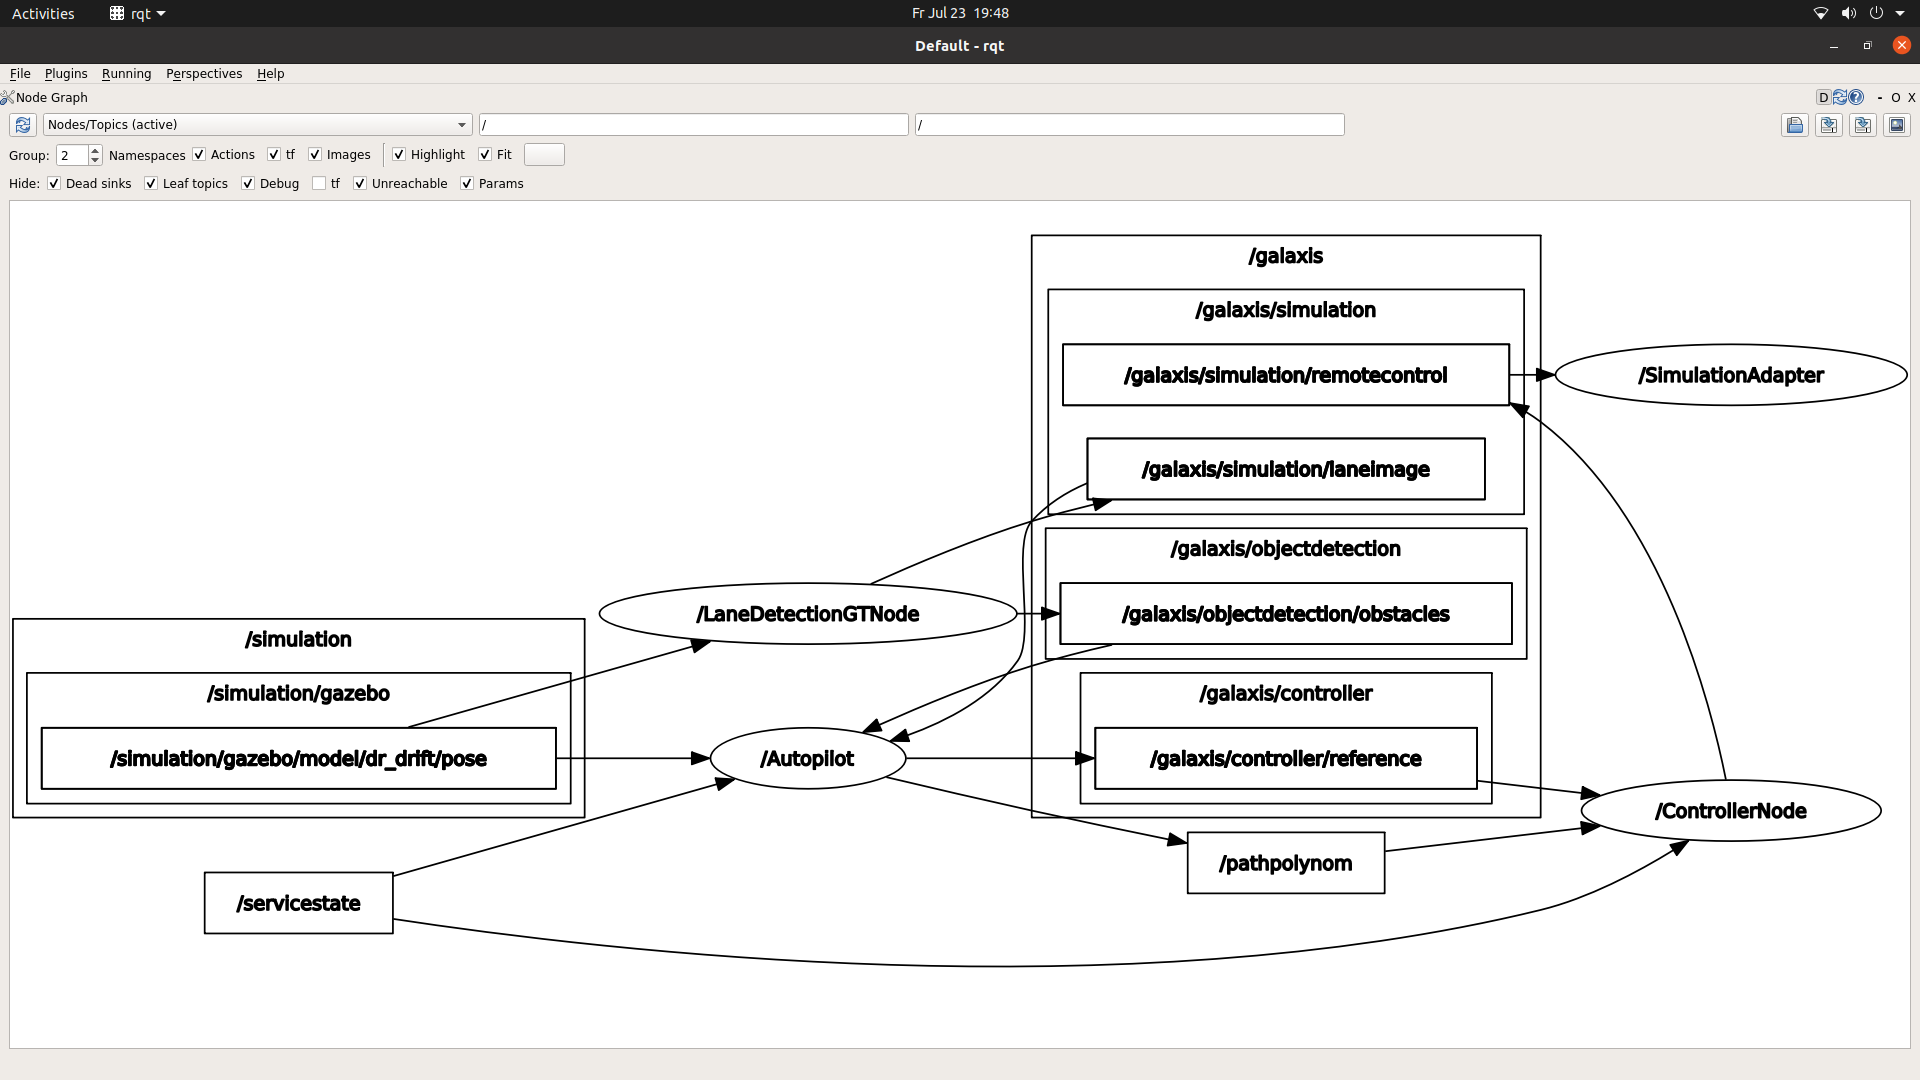 Activities rqt Fr Jul 23 19:48
Default - rqt
File Plugins Running Perspectives Help
Node Graph D - O X
Nodes/Topics (active) / /
Group: 2 Namespaces Actions tf Images Highlight Fit
Hide: Dead sinks Leaf topics Debug tf Unreachable Params
/galaxis
/galaxis/simulation
/galaxis/simulation/remotecontrol
/SimulationAdapter
/galaxis/simulation/laneimage
/galaxis/objectdetection
/LaneDetectionGTNode
/galaxis/objectdetection/obstacles
/simulation
/simulation/gazebo
/galaxis/controller
/simulation/gazebo/model/dr_drift/pose
/Autopilot
/galaxis/controller/reference
/ControllerNode
/pathpolynom
/servicestate